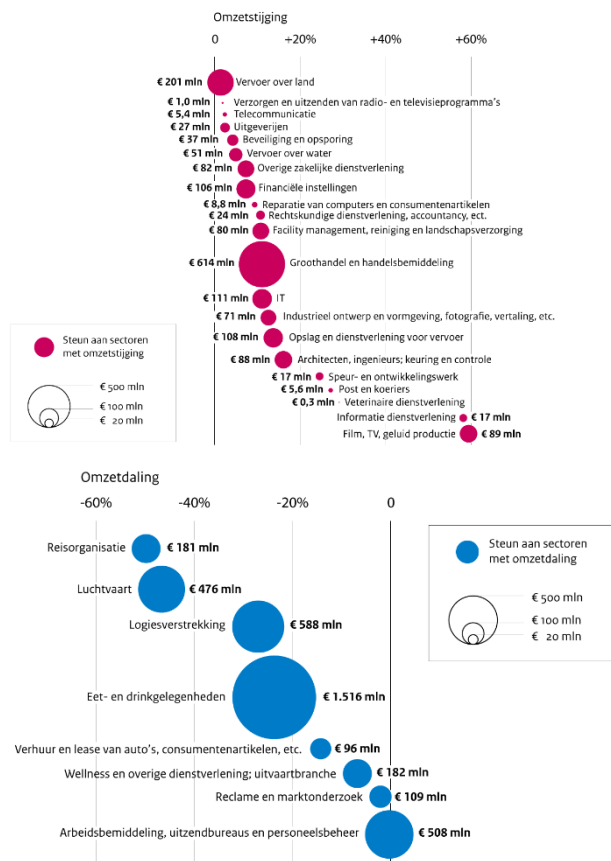 Omzetstijging
0 +20% +40% +60%
€ 201 mln Vervoer over land
€ 1,0 mln Verzorgen en uitzenden van radio- en televisieprogramma's
€ 5,4 mln Telecommunicatie
€ 27 mln Uitgeverijen
€ 37 mln Beveiliging en opsporing
€ 51 mln Vervoer over water
€ 82 mln Overige zakelijke dienstverlening
€ 106 mln Financiële instellingen
€ 8,8 mln Reparatie van computers en consumentenartikelen
€ 24 mln Rechtskundige dienstverlening, accountancy, ect.
€ 80 mln Facility management, reiniging en landschapsverzorging
€ 614 mln Groothandel en handelsbemiddeling
€ 111 mln IT
€ 71 mln Industrieel ontwerp en vormgeving, fotografie, vertaling, etc.
€ 108 mln Opslag en dienstverlening voor vervoer
€ 88 mln Architecten, ingenieurs; keuring en controle
€ 17 mln Speur- en ontwikkelingswerk
€ 5,6 mln Post en koeriers
€ 0,3 mln Veterinaire dienstverlening
Informatie dienstverlening € 17 mln
Film, TV, geluid productie € 89 mln
Steun aan sectoren
met omzetstijging
€ 500 mln
€ 100 mln
€ 20 mln
Omzetdaling
-60% -40% -20% 0
Reisorganisatie € 181 mln
Luchtvaart € 476 mln
Logiesverstrekking € 588 mln
Eet- en drinkgelegenheden € 1.516 mln
Verhuur en lease van auto's, consumentenartikelen, etc. € 96 mln
Wellness en overige dienstverlening; uitvaartbranche € 182 mln
Reclame en marktonderzoek € 109 mln
Arbeidsbemiddeling, uitzendbureaus en personeelsbeheer € 508 mln
Steun aan sectoren
met omzetdaling
€ 500 mln
€ 100 mln
€ 20 mln